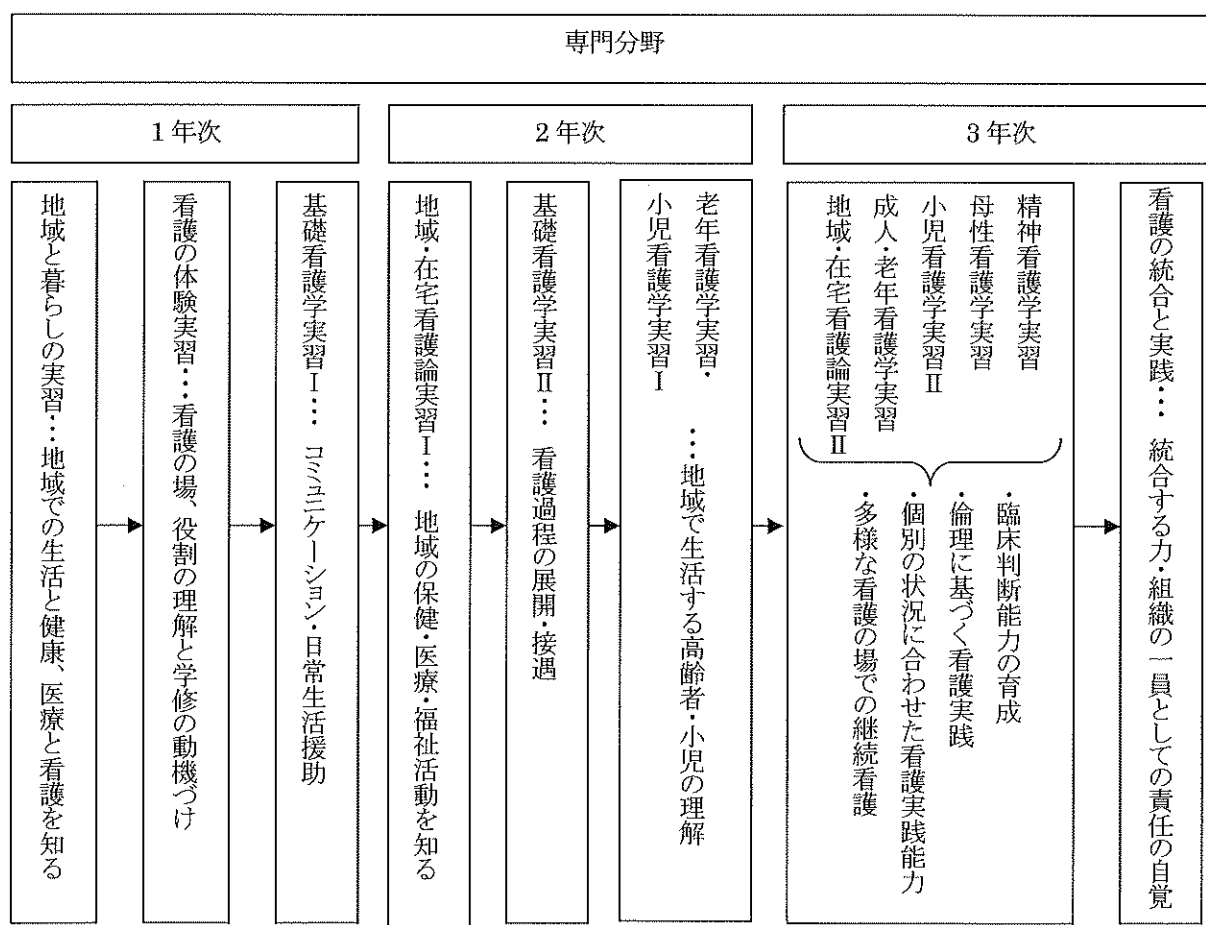 専門分野
1年次
2年次
3年次
地域と暮らしの実習…地域での生活と健康、医療と看護を知る
看護の体験実習…看護の場、役割の理解と学修の動機づけ
基礎看護学実習Ⅰ… コミュニケーション・日常生活援助
地域・在宅看護論実習Ⅰ… 地域の保健・医療・福祉活動を知る
基礎看護学実習Ⅱ… 看護過程の展開・接遇
老年看護学実習・
小児看護学実習Ⅰ
…地域で生活する高齢者・小児の理解
精神看護学実習
母性看護学実習
小児看護学実習Ⅱ
成人・老年看護学実習
地域・在宅看護論実習Ⅱ
・臨床判断能力の育成
・倫理に基づく看護実践
・個別の状況に合わせた看護実践能力
・多様な看護の場での継続看護
看護の統合と実践… 統合する力・組織の一員としての責任の自覚